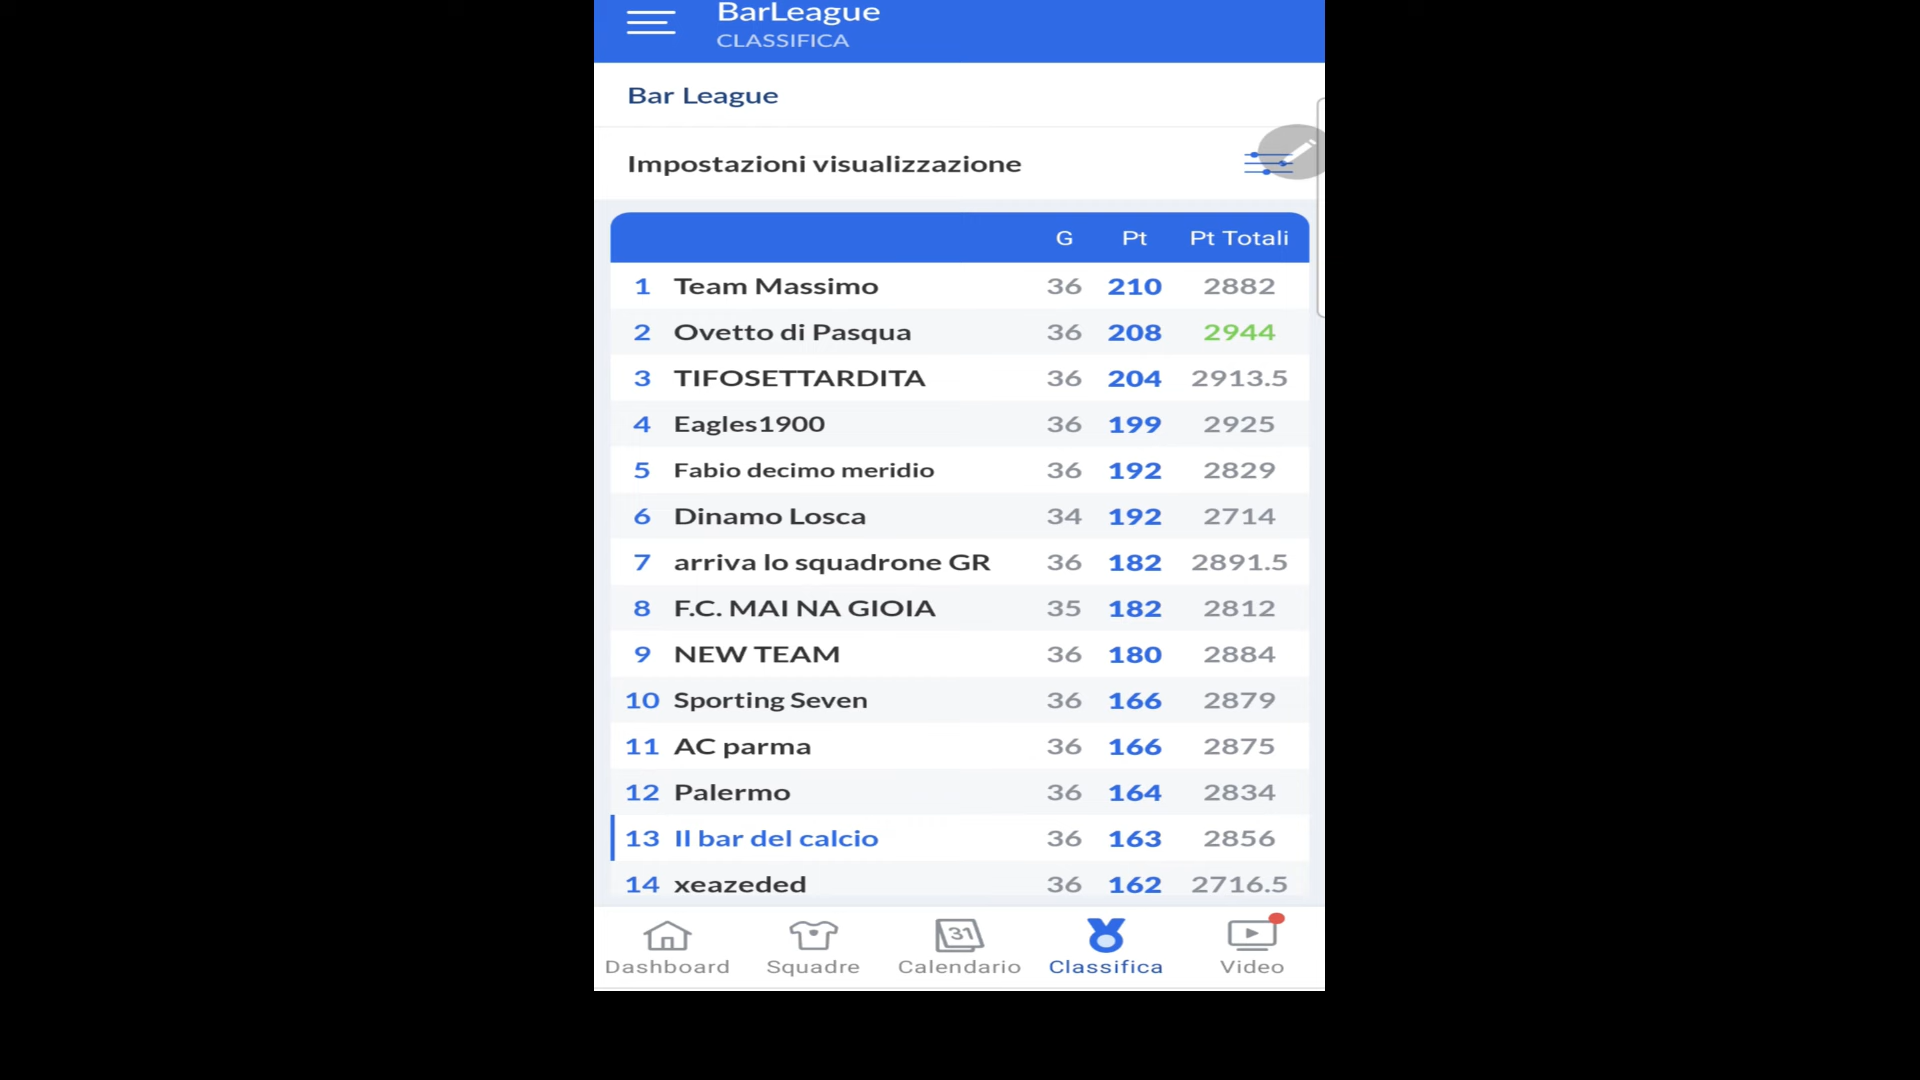 BarLeague
CLASSIFICA
Bar League
Impostazioni visualizzazione
G Pt Pt Totali
1 Team Massimo 36 210 2882
2 Ovetto di Pasqua 36 208 2944
3 TIFOSETTARDITA 36 204 2913.5
4 Eagles1900 36 199 2925
5 Fabio decimo meridio 36 192 2829
6 Dinamo Losca 34 192 2714
7 arriva lo squadrone GR 36 182 2891.5
8 F.C. MAI NA GIOIA 35 182 2812
9 NEW TEAM 36 180 2884
10 Sporting Seven 36 166 2879
11 AC parma 36 166 2875
12 Palermo 36 164 2834
13 Il bar del calcio 36 163 2856
14 xeazeded 36 162 2716.5
31
Dashboard Squadre Calendario Classifica Video